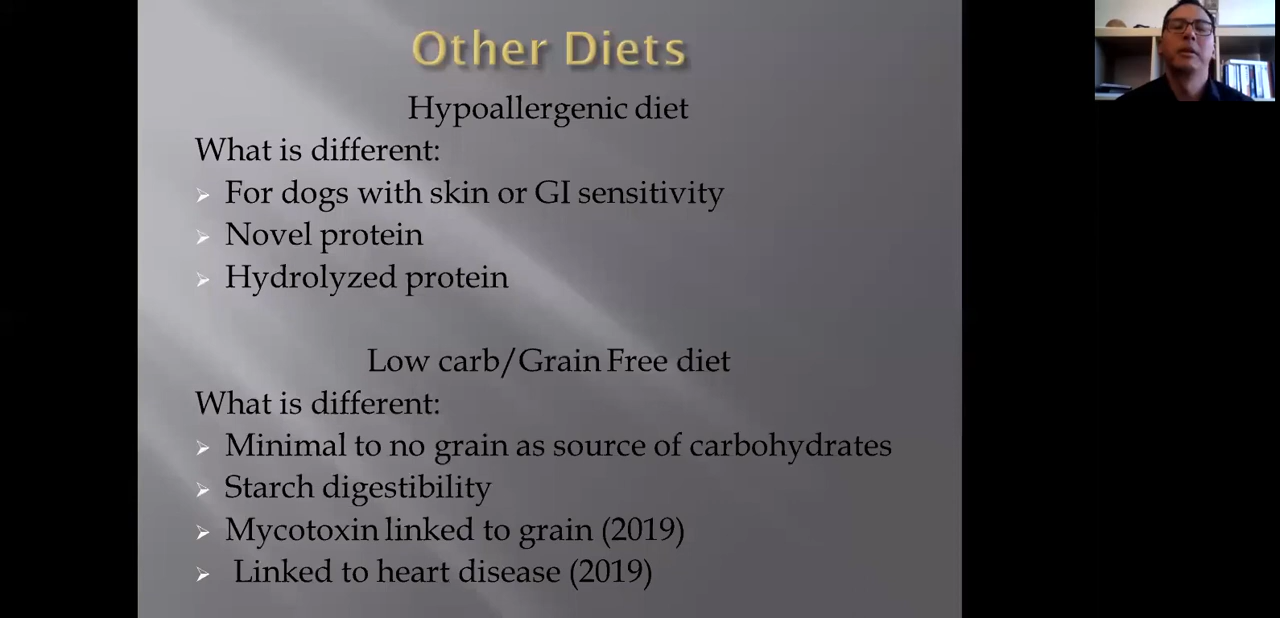 Other Diets
Hypoallergenic diet
What is different:
For dogs with skin or GI sensitivity
Novel protein
Hydrolyzed protein
Low carb/Grain Free diet
What is different:
Minimal to no grain as source of carbohydrates
Starch digestibility
Mycotoxin linked to grain (2019)
Linked to heart disease (2019)